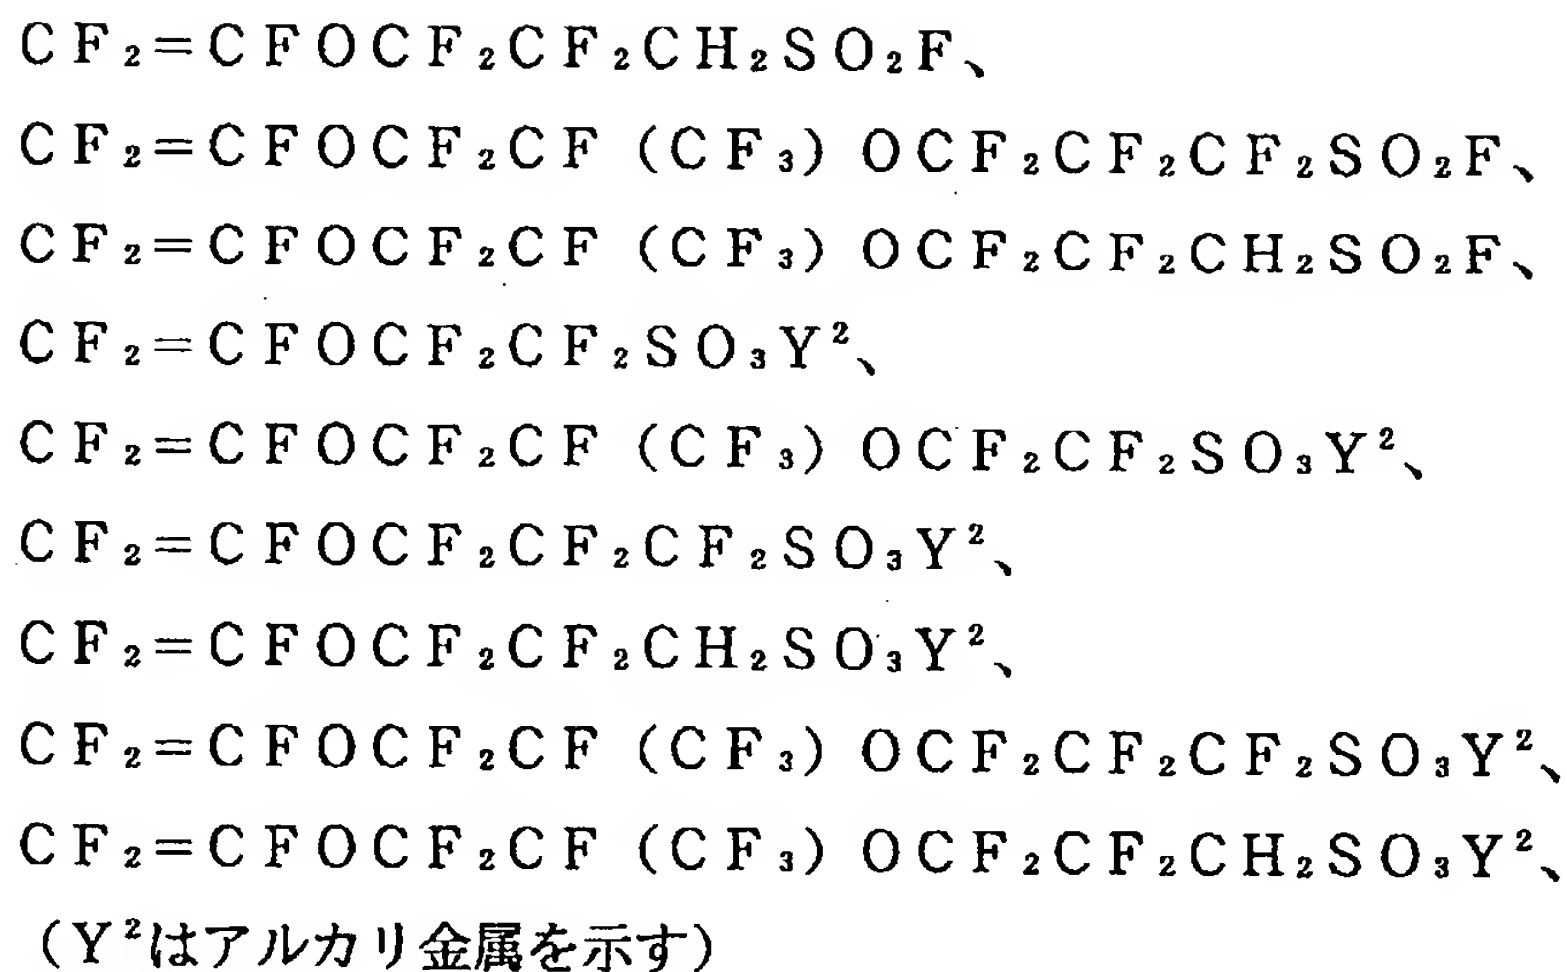 CF₂=CFOCF₂CF₂CH₂SO₂F、
CF₂=CFOCF₂CF(CF₃)OCF₂CF₂CF₂SO₂F、
CF₂=CFOCF₂CF(CF₃)OCF₂CF₂CH₂SO₂F、
CF₂=CFOCF₂CF₂SO₃Y²、
CF₂=CFOCF₂CF(CF₃)OCF₂CF₂SO₃Y²、
CF₂=CFOCF₂CF₂CF₂SO₃Y²、
CF₂=CFOCF₂CF₂CH₂SO₃Y²、
CF₂=CFOCF₂CF(CF₃)OCF₂CF₂CF₂SO₃Y²、
CF₂=CFOCF₂CF(CF₃)OCF₂CF₂CH₂SO₃Y²、
(Y²はアルカリ金属を示す)